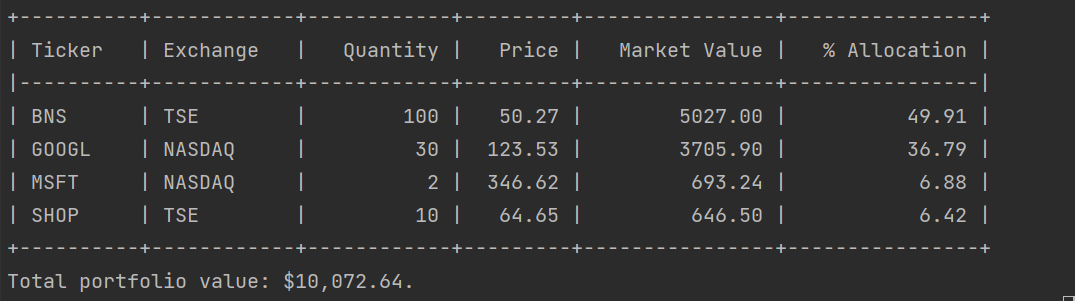 +----------+------------+------------+---------+----------------+----------------+
| Ticker   | Exchange   |   Quantity |   Price |   Market Value |   % Allocation |
|----------+------------+------------+---------+----------------+----------------|
| BNS      | TSE        |        100 |   50.27 |        5027.00 |          49.91 |
| GOOGL    | NASDAQ     |         30 |  123.53 |        3705.90 |          36.79 |
| MSFT     | NASDAQ     |          2 |  346.62 |         693.24 |           6.88 |
| SHOP     | TSE        |         10 |   64.65 |         646.50 |           6.42 |
+----------+------------+------------+---------+----------------+----------------+
Total portfolio value: $10,072.64.